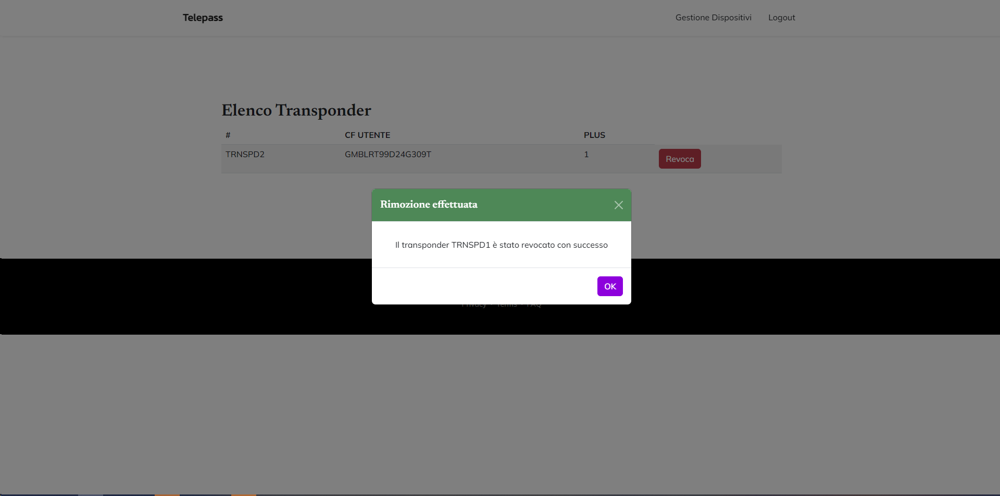 Telepass
Gestione Dispositivi Logout
Elenco Transponder
# CF UTENTE PLUS
TRNSPD2 GMBLRT99D24G309T 1 Revoca
Rimozione effettuata
Il transponder TRNSPD1 è stato revocato con successo
OK
Privacy · Terms · FAQ